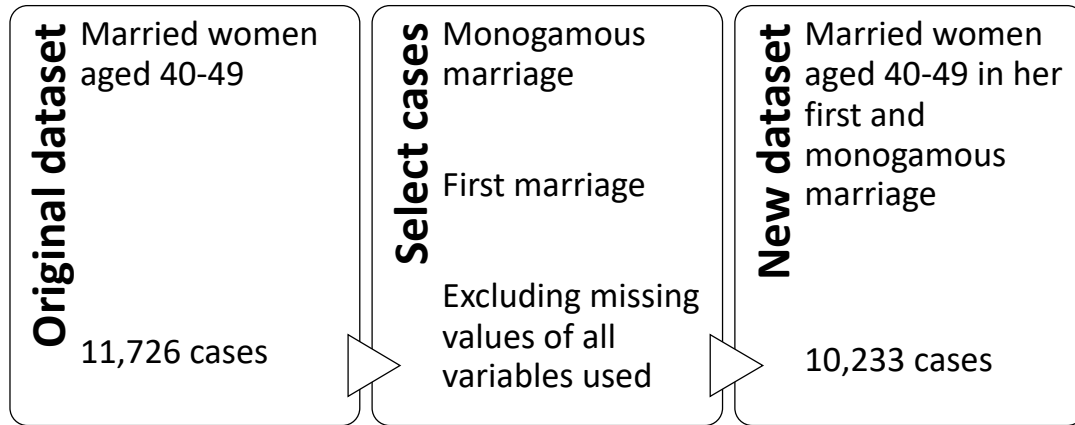 Original dataset
Married women
aged 40-49
11,726 cases
Select cases
Monogamous
marriage
First marriage
Excluding missing
values of all
variables used
New dataset
Married women
aged 40-49 in her
first and
monogamous
marriage
10,233 cases